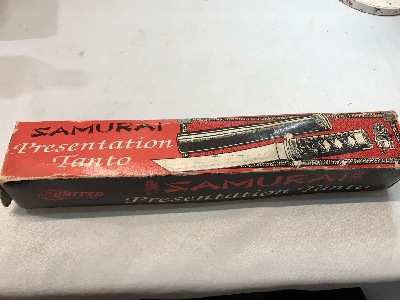 SAMURAI
Presentation
Tanto
UNITED
SAMURAI
Presentation Tanto